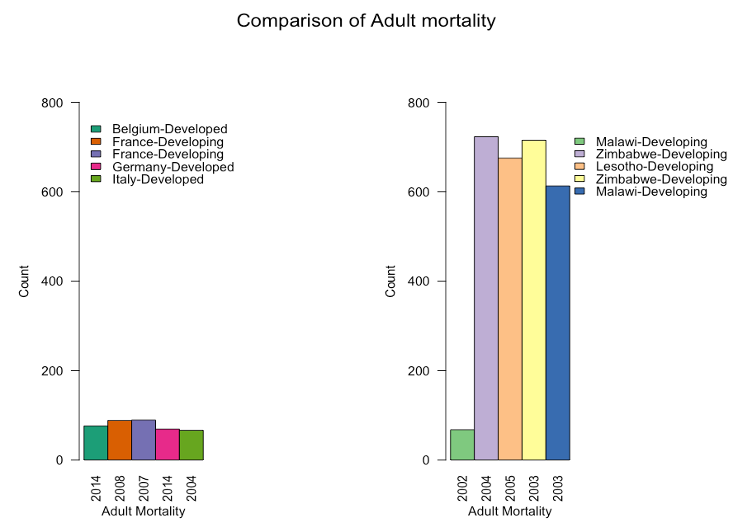 Comparison of Adult mortality
800
600
400
200
0
Count
Belgium-Developed
France-Developing
France-Developing
Germany-Developed
Italy-Developed
2014
2008
2007
2014
2004
Adult Mortality
800
600
400
200
0
Count
Malawi-Developing
Zimbabwe-Developing
Lesotho-Developing
Zimbabwe-Developing
Malawi-Developing
2002
2004
2005
2003
2003
Adult Mortality